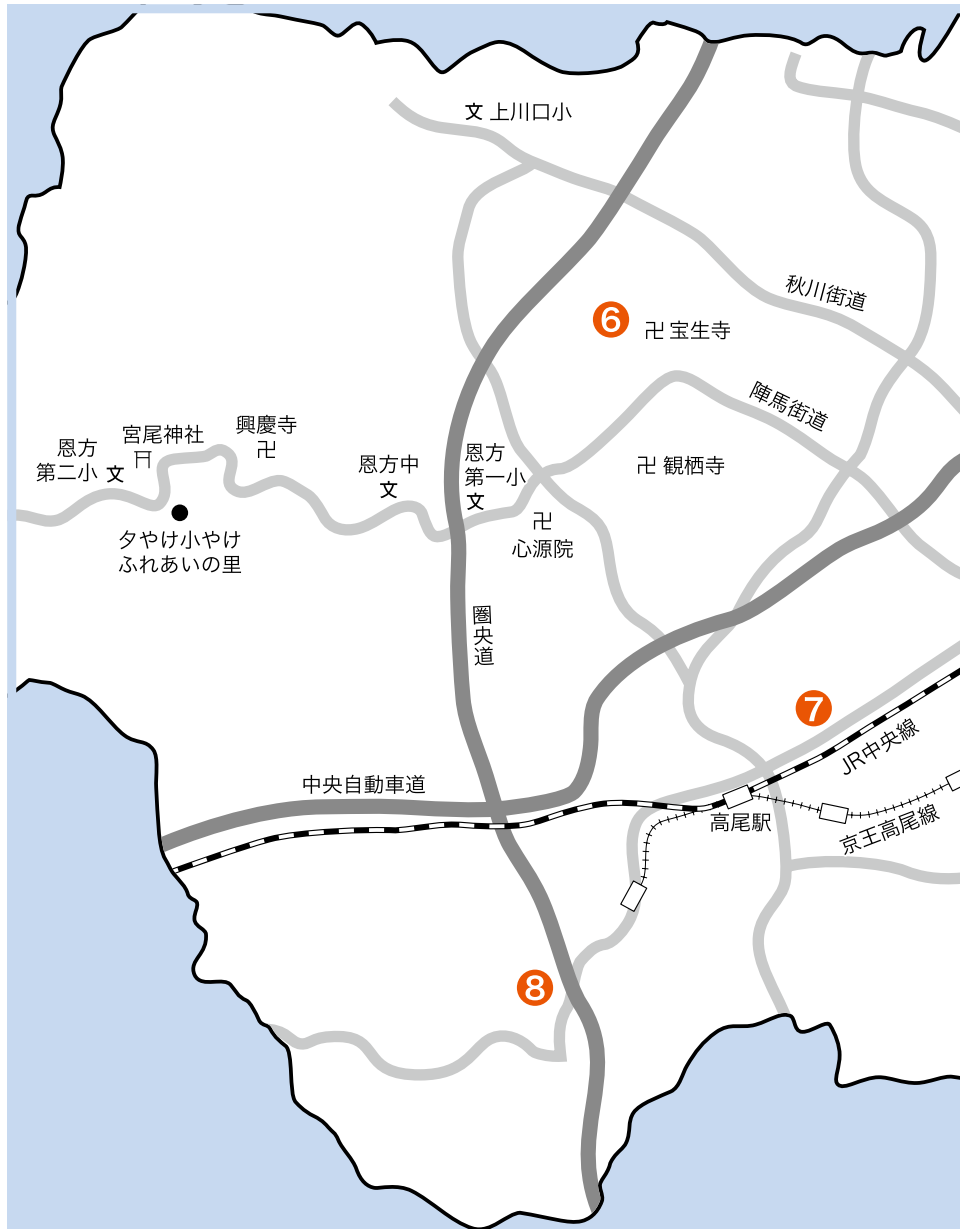 文 上川口小
秋川街道
6
卍 宝生寺
陣馬街道
興慶寺
卍
宮尾神社
恩方
第二小 文
恩方中
文
恩方
第一小
文
卍 観栖寺
卍
心源院
夕やけ小やけ
ふれあいの里
圏央道
7
JR中央線
中央自動車道
高尾駅
京王高尾線
8